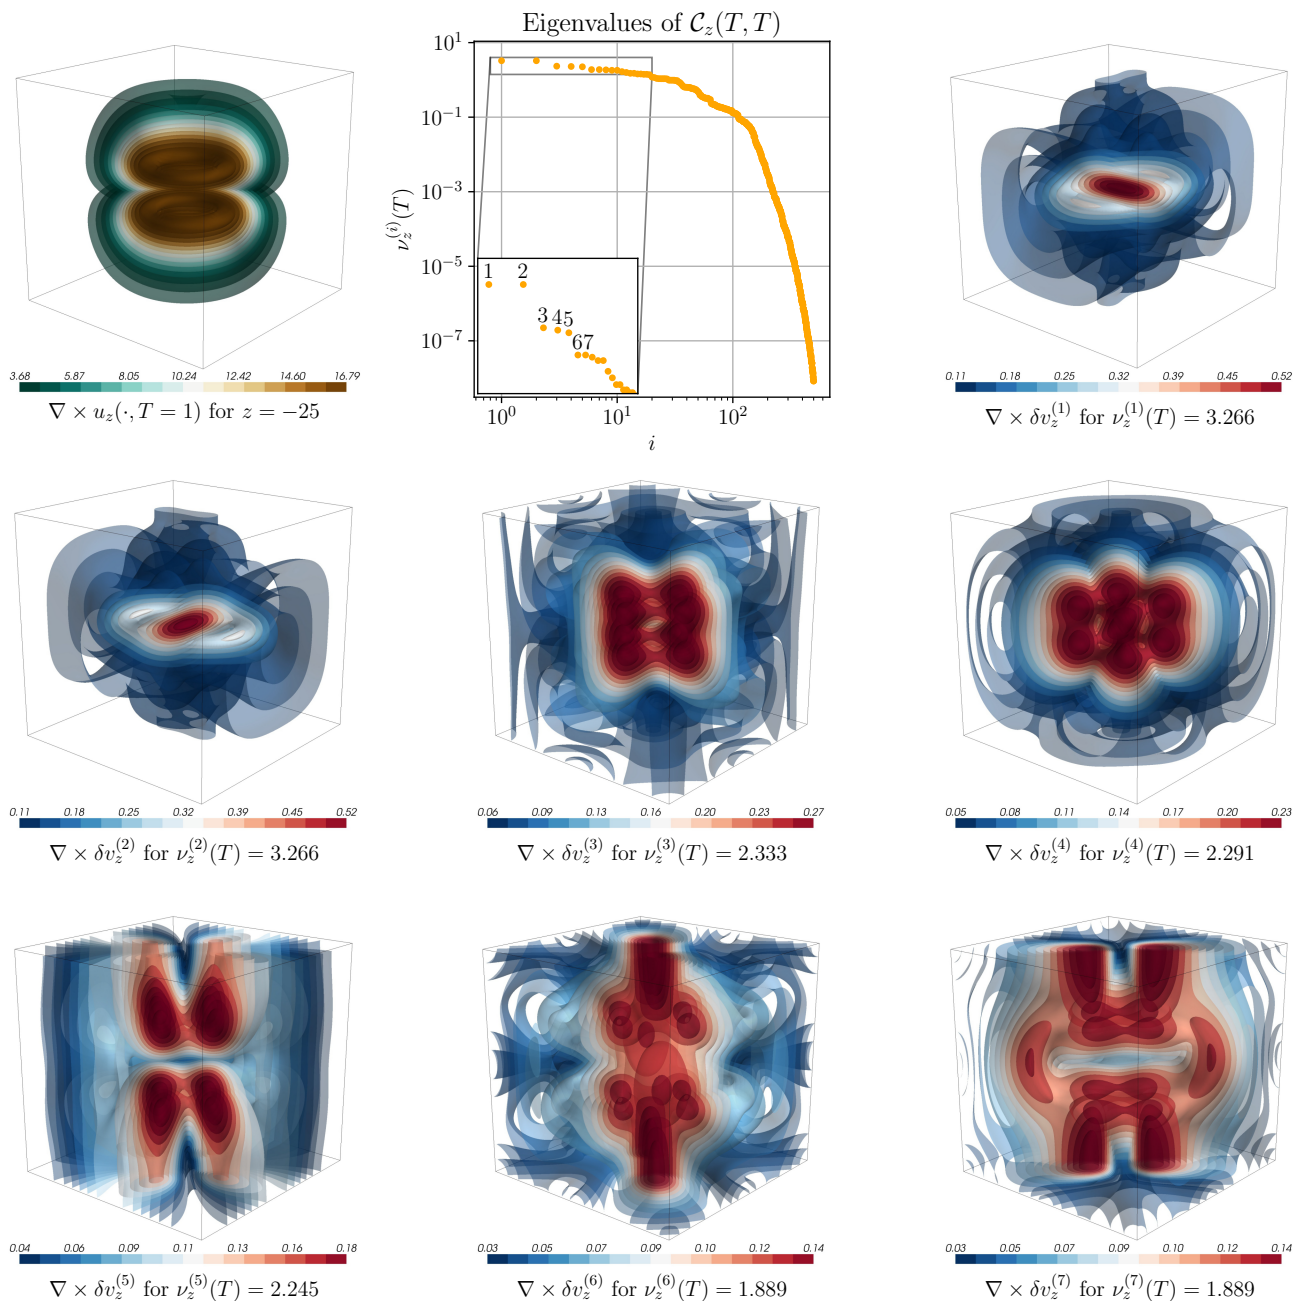 Eigenvalues of 𝒞_z(T, T)
10^1
10^{-1}
10^{-3}
10^{-5}
10^{-7}
ν_z^{(i)}(T)
1 2
3 4 5
6 7
10^0 10^1 10^2
i
3.68 5.87 8.05 10.24 12.42 14.60 16.79
∇ × u_z(·, T = 1) for z = −25
0.11 0.18 0.25 0.32 0.39 0.45 0.52
∇ × δv_z^{(1)} for ν_z^{(1)}(T) = 3.266
0.11 0.18 0.25 0.32 0.39 0.45 0.52
∇ × δv_z^{(2)} for ν_z^{(2)}(T) = 3.266
0.06 0.09 0.13 0.16 0.20 0.23 0.27
∇ × δv_z^{(3)} for ν_z^{(3)}(T) = 2.333
0.05 0.08 0.11 0.14 0.17 0.20 0.23
∇ × δv_z^{(4)} for ν_z^{(4)}(T) = 2.291
0.04 0.06 0.09 0.11 0.13 0.16 0.18
∇ × δv_z^{(5)} for ν_z^{(5)}(T) = 2.245
0.03 0.05 0.07 0.09 0.10 0.12 0.14
∇ × δv_z^{(6)} for ν_z^{(6)}(T) = 1.889
0.03 0.05 0.07 0.09 0.10 0.12 0.14
∇ × δv_z^{(7)} for ν_z^{(7)}(T) = 1.889